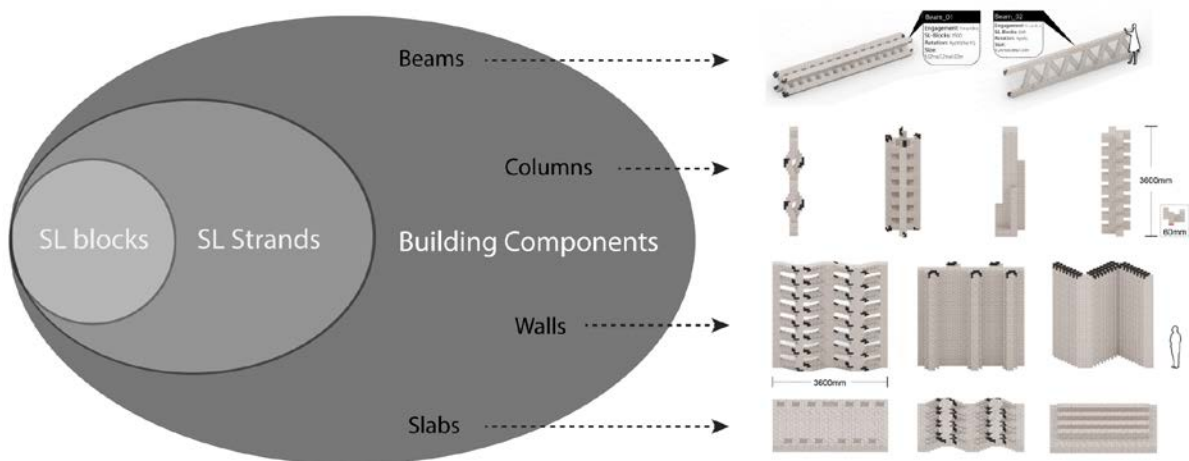 SL blocks
SL Strands
Building Components
Beams
Columns
Walls
Slabs
Beam_01
Engagement
SL-Blocks:
Rotation:
Size:
Beam_02
Engagement
SL-Blocks:
Rotation:
Size:
3600mm
60mm
3600mm